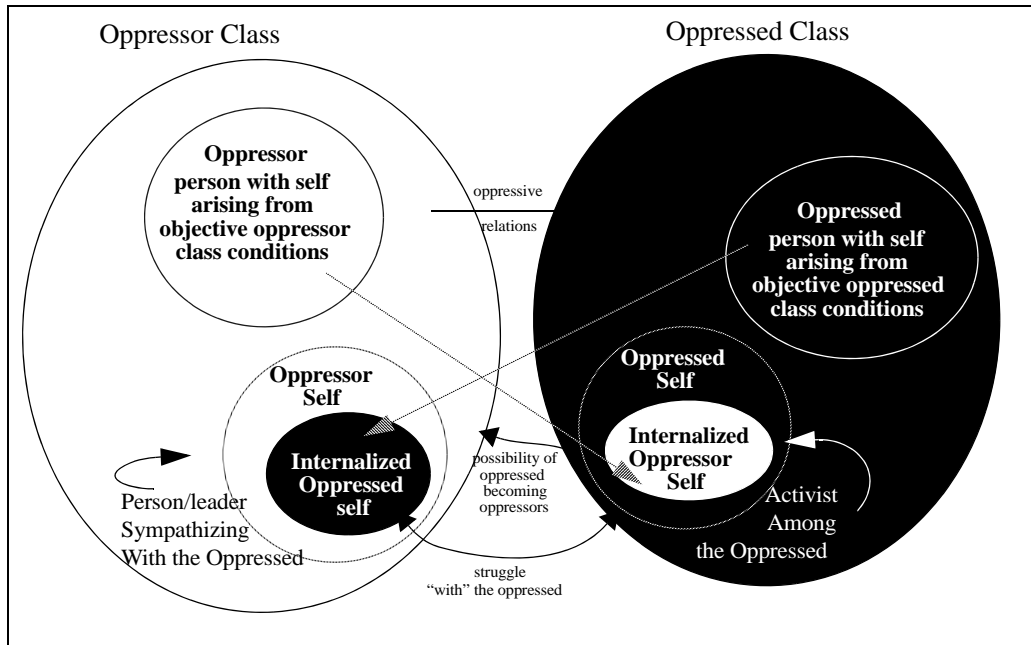 Oppressor Class
Oppressed Class
Oppressor
person with self
arising from
objective oppressor
class conditions
oppressive
relations
Oppressed
person with self
arising from
objective oppressed
class conditions
Oppressor
Self
Internalized
Oppressed
self
Person/leader
Sympathizing
With the Oppressed
possibility of
oppressed
becoming
oppressors
struggle
“with” the oppressed
Oppressed
Self
Internalized
Oppressor
Self
Activist
Among
the Oppressed